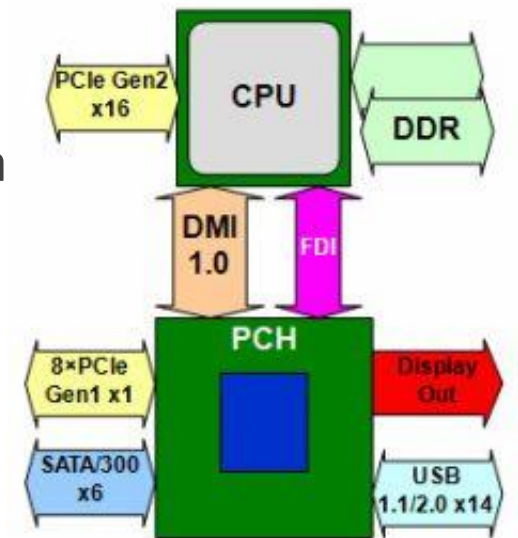 PCIe Gen2
x16
CPU
DDR
n
DMI
1.0
FDI
PCH
8×PCIe
Gen1 x1
Display
Out
SATA/300
x6
USB
1.1/2.0 x14